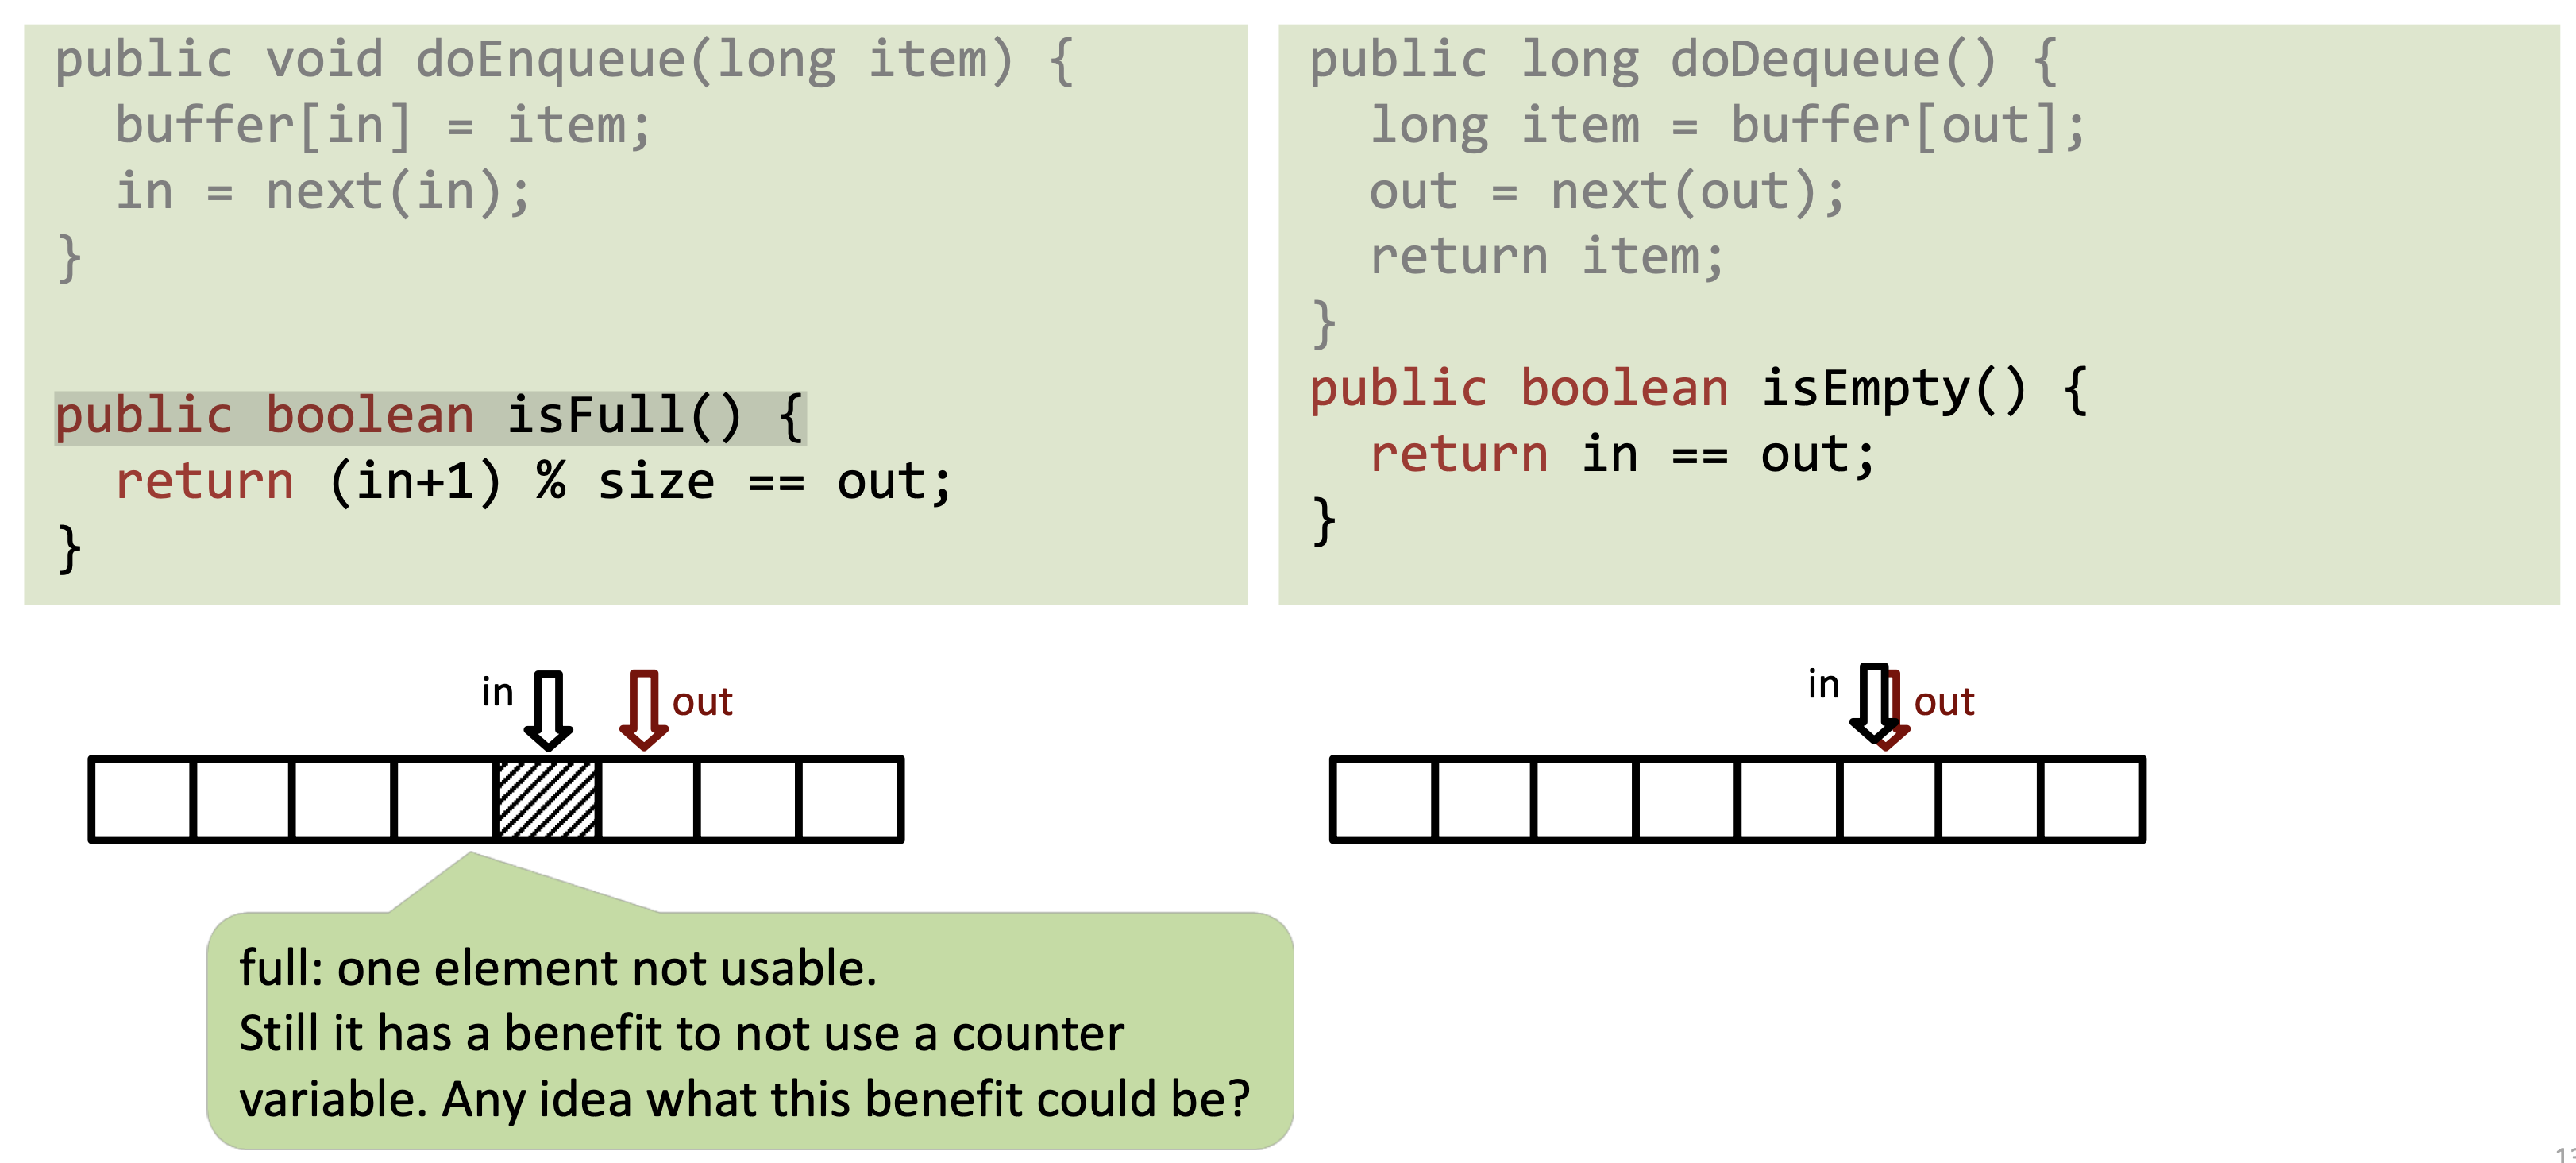 public void doEnqueue(long item) {
  buffer[in] = item;
  in = next(in);
}
public boolean isFull() {
  return (in+1) % size == out;
}
public long doDequeue() {
  long item = buffer[out];
  out = next(out);
  return item;
}
public boolean isEmpty() {
  return in == out;
}
in
out
in
out
full: one element not usable.
Still it has a benefit to not use a counter
variable. Any idea what this benefit could be?